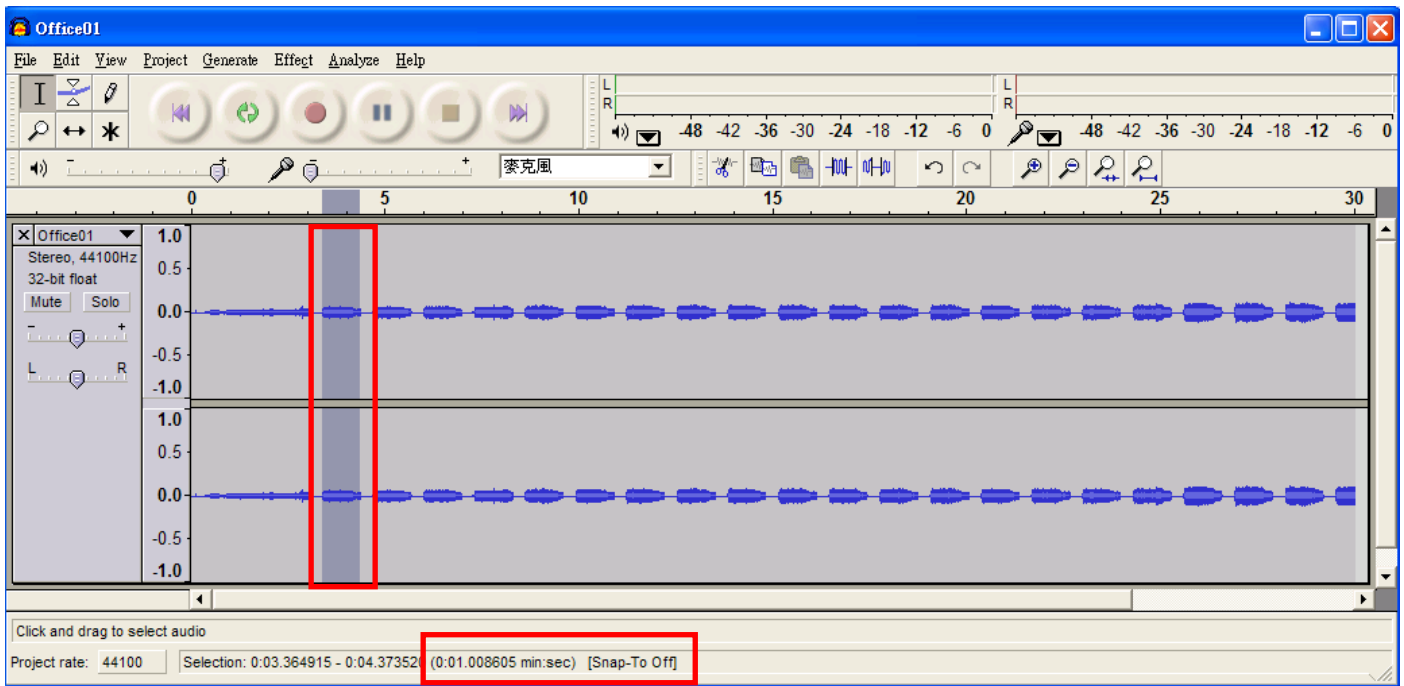 Office01
File Edit View Project Generate Effect Analyze Help
L
R
-48 -42 -36 -30 -24 -18 -12 -6 0
L
R
-48 -42 -36 -30 -24 -18 -12 -6 0
- + - + 麥克風
0 5 10 15 20 25 30
Office01
Stereo, 44100Hz
32-bit float
Mute Solo
- +
L R
1.0
0.5
0.0
-0.5
-1.0
1.0
0.5
0.0
-0.5
-1.0
Click and drag to select audio
Project rate: 44100 Selection: 0:03.364915 - 0:04.373520 (0:01.008605 min:sec) [Snap-To Off]